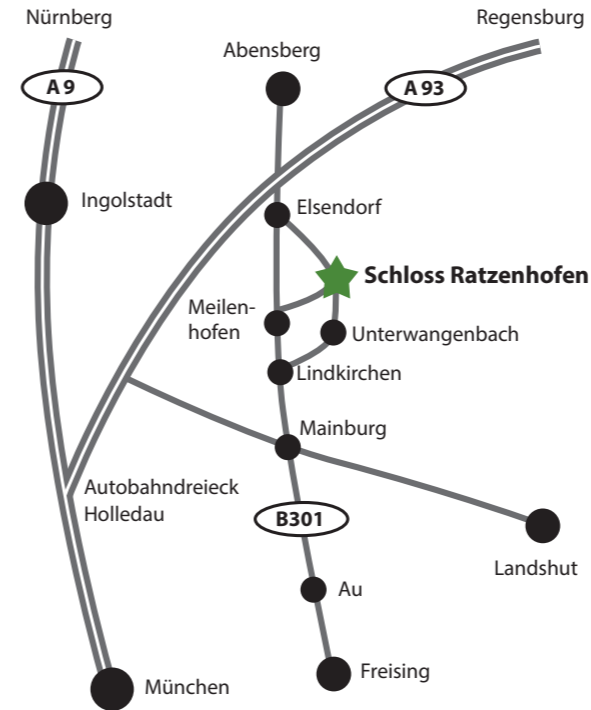 Nürnberg
Regensburg
Abensberg
A 9
A 93
Ingolstadt
Elsendorf
Schloss Ratzenhofen
Meilen-
hofen
Unterwangenbach
Lindkirchen
Mainburg
Autobahndreieck
Holledau
B301
Landshut
Au
Freising
München